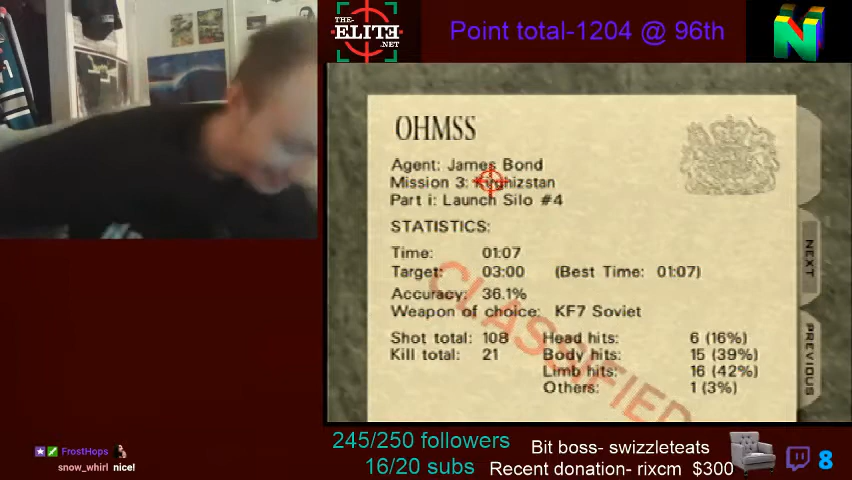 THE-
ELITE
.NET
Point total-1204 @ 96th
N
OHMSS
Agent: James Bond
Mission 3: Kyrghizstan
Part i: Launch Silo #4
STATISTICS:
Time: 01:07
Target: 03:00 (Best Time: 01:07)
Accuracy: 36.1%
Weapon of choice: KF7 Soviet
Shot total: 108 Head hits: 6 (16%)
Kill total: 21 Body hits: 15 (39%)
Limb hits: 16 (42%)
Others: 1 (3%)
CLASSIFIED
NEXT
PREVIOUS
FrostHops
snow_whirl nice!
245/250 followers
16/20 subs
Bit boss- swizzleteats
Recent donation- rixcm $300
8